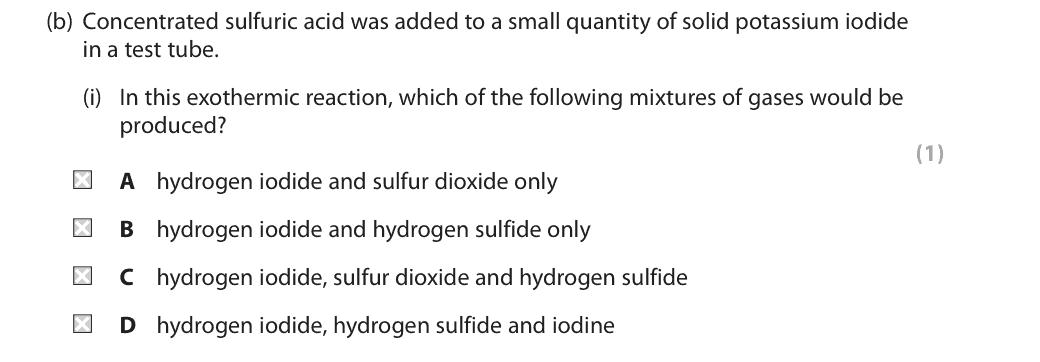 (b) Concentrated sulfuric acid was added to a small quantity of solid potassium iodide
in a test tube.
(i) In this exothermic reaction, which of the following mixtures of gases would be
produced?
(1)
A hydrogen iodide and sulfur dioxide only
B hydrogen iodide and hydrogen sulfide only
C hydrogen iodide, sulfur dioxide and hydrogen sulfide
D hydrogen iodide, hydrogen sulfide and iodine